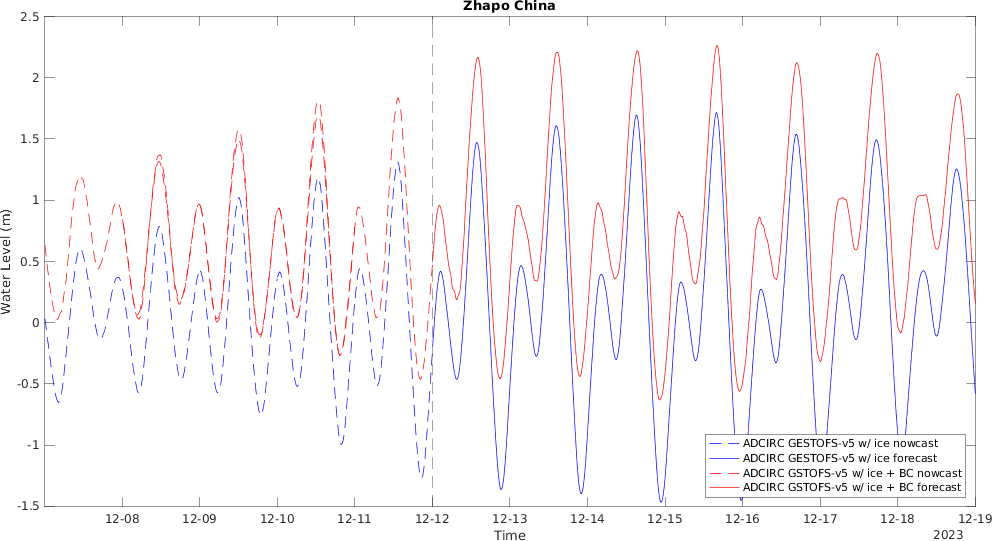 Zhapo China
2.5
2
1.5
1
0.5
0
-0.5
-1
-1.5
Water Level (m)
12-08 12-09 12-10 12-11 12-12 12-13 12-14 12-15 12-16 12-17 12-18 12-19
Time
2023
ADCIRC GESTOFS-v5 w/ ice nowcast
ADCIRC GESTOFS-v5 w/ ice forecast
ADCIRC GSTOFS-v5 w/ ice + BC nowcast
ADCIRC GSTOFS-v5 w/ ice + BC forecast